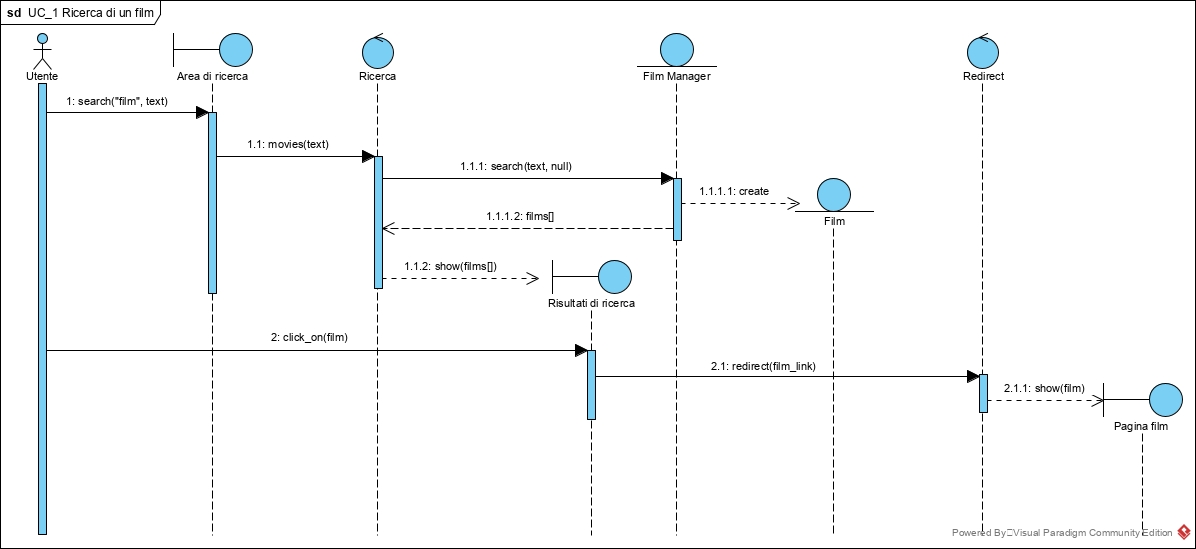 sd UC_1 Ricerca di un film
Utente
Area di ricerca
Ricerca
Film Manager
Redirect
1: search("film", text)
1.1: movies(text)
1.1.1: search(text, null)
1.1.1.1: create
1.1.1.2: films[]
Film
1.1.2: show(films[])
Risultati di ricerca
2: click_on(film)
2.1: redirect(film_link)
2.1.1: show(film)
Pagina film
Powered By Visual Paradigm Community Edition